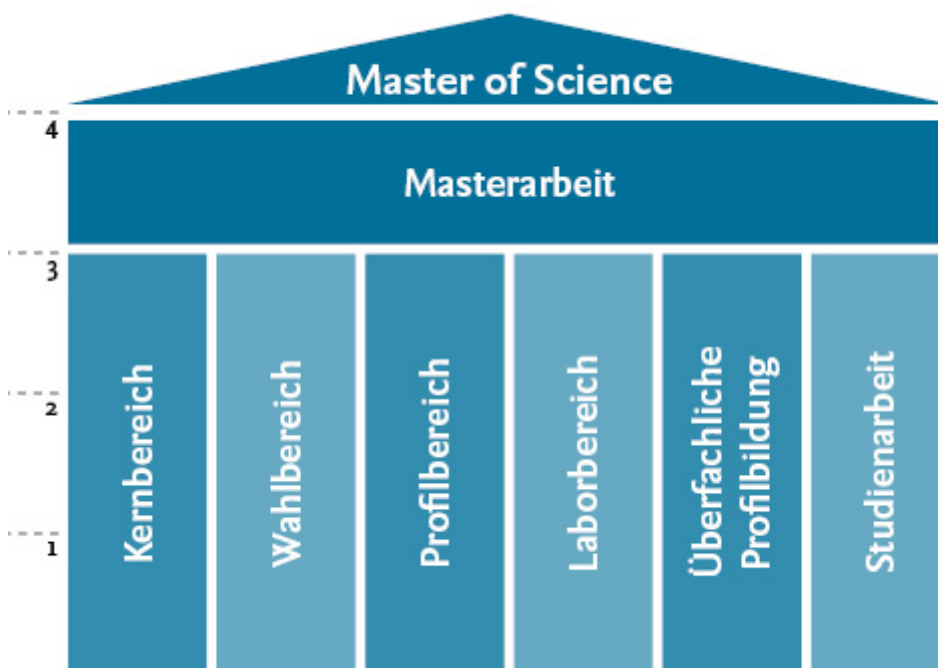 Master of Science
4
Masterarbeit
3
2
1
Kernbereich
Wahlbereich
Profilbereich
Laborbereich
Überfachliche
Profilbildung
Studienarbeit